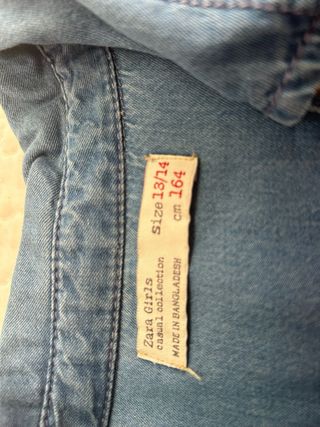 Zara Girls
casual collection
MADE IN BANGLADESH
size 13/14
cm 164